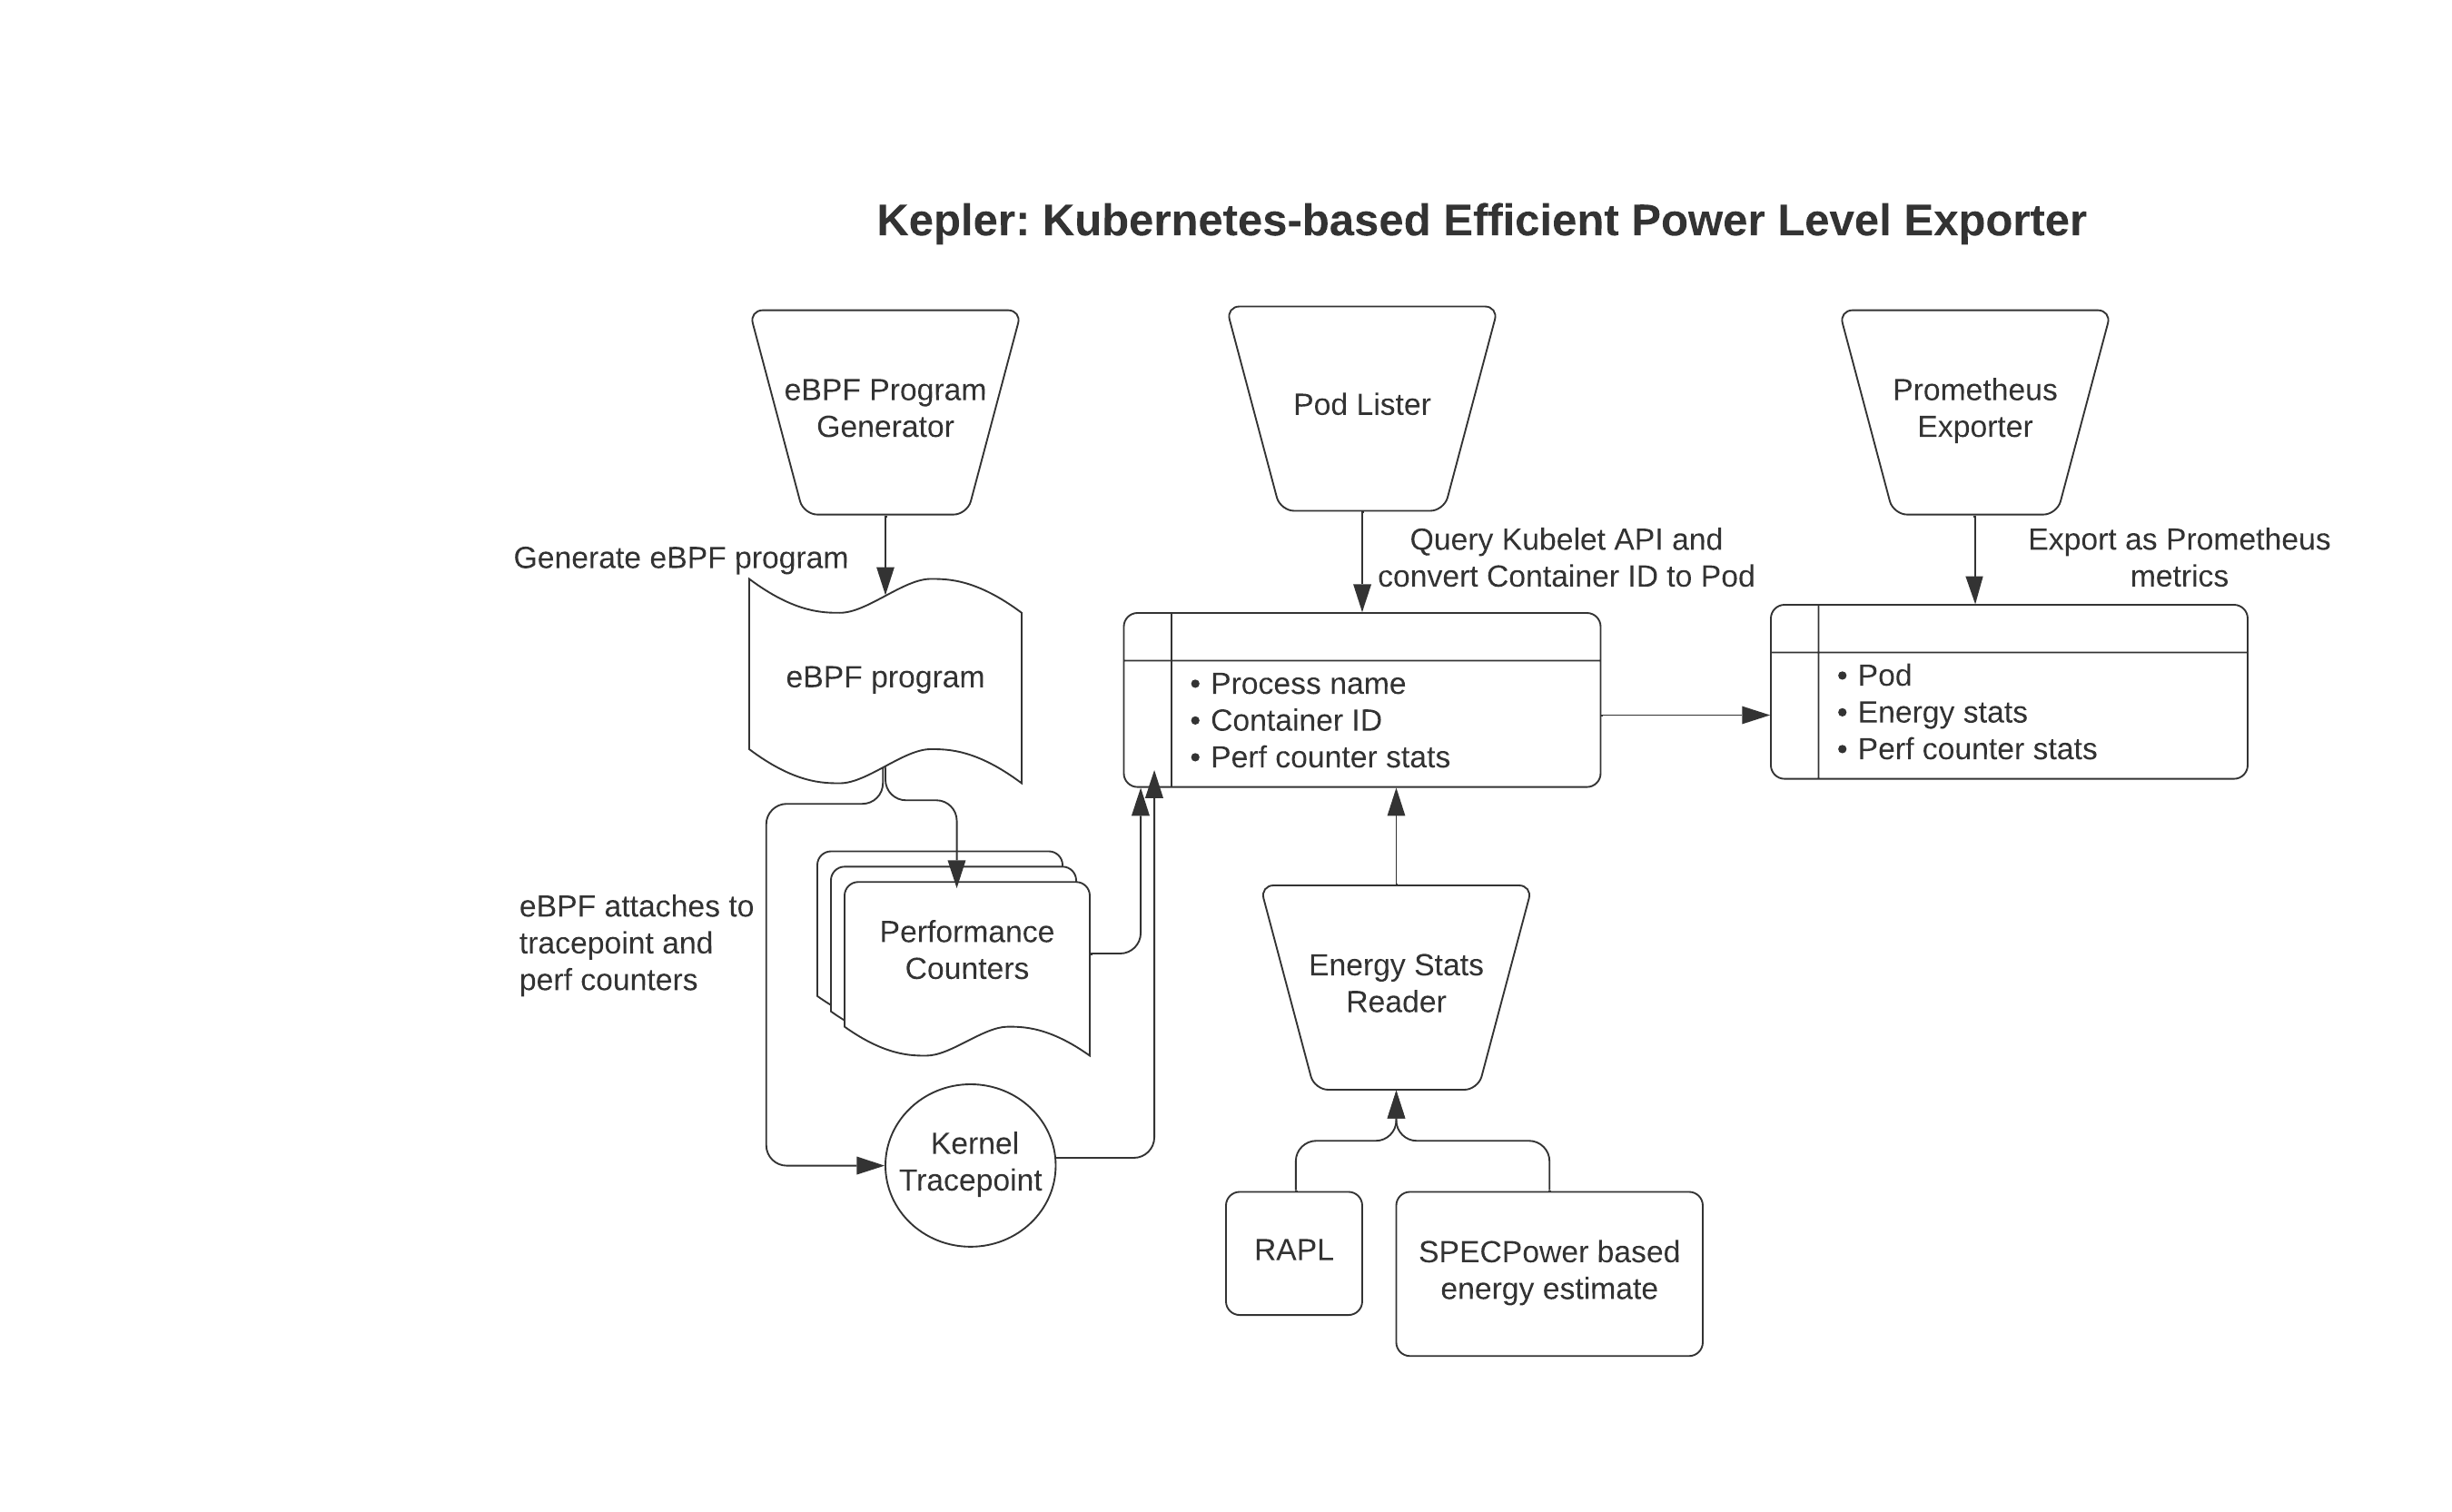 Kepler: Kubernetes-based Efficient Power Level Exporter
eBPF Program
Generator
Pod Lister
Prometheus
Exporter
Generate eBPF program
Query Kubelet API and
convert Container ID to Pod
Export as Prometheus
metrics
eBPF program
• Process name
• Container ID
• Perf counter stats
• Pod
• Energy stats
• Perf counter stats
eBPF attaches to
tracepoint and
perf counters
Performance
Counters
Energy Stats
Reader
Kernel
Tracepoint
RAPL
SPECPower based
energy estimate